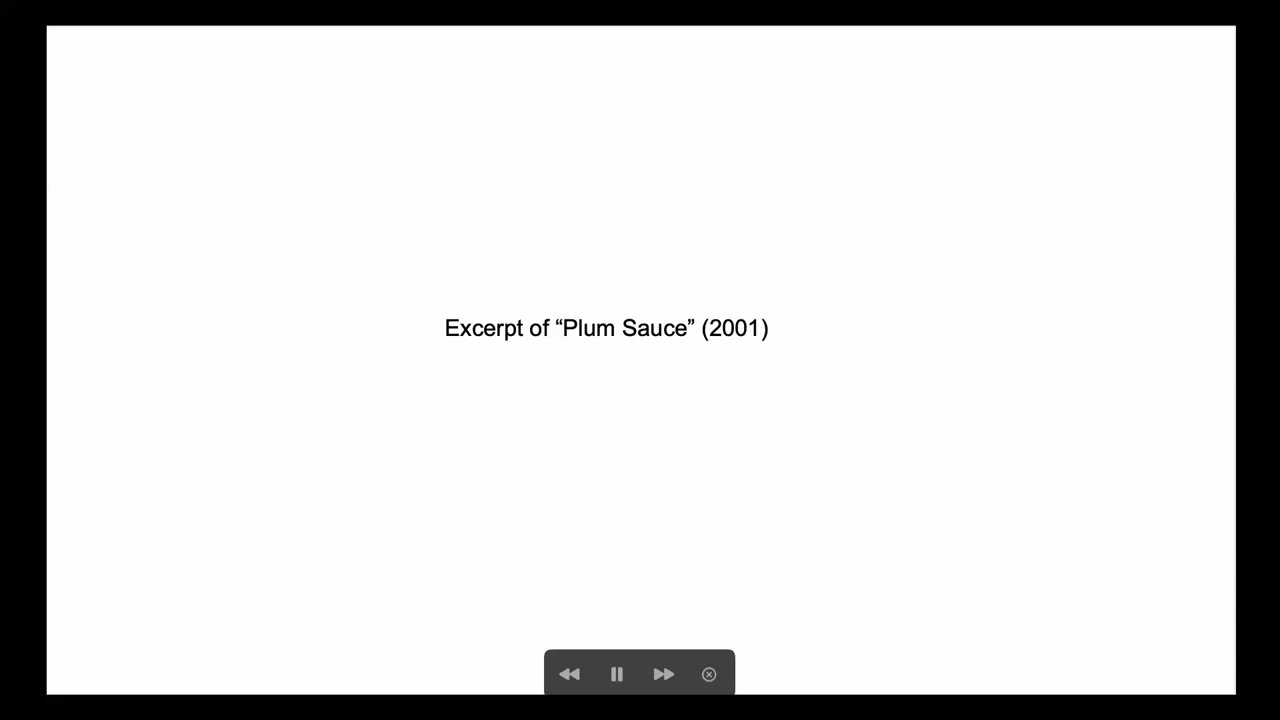 Excerpt of “Plum Sauce” (2001)